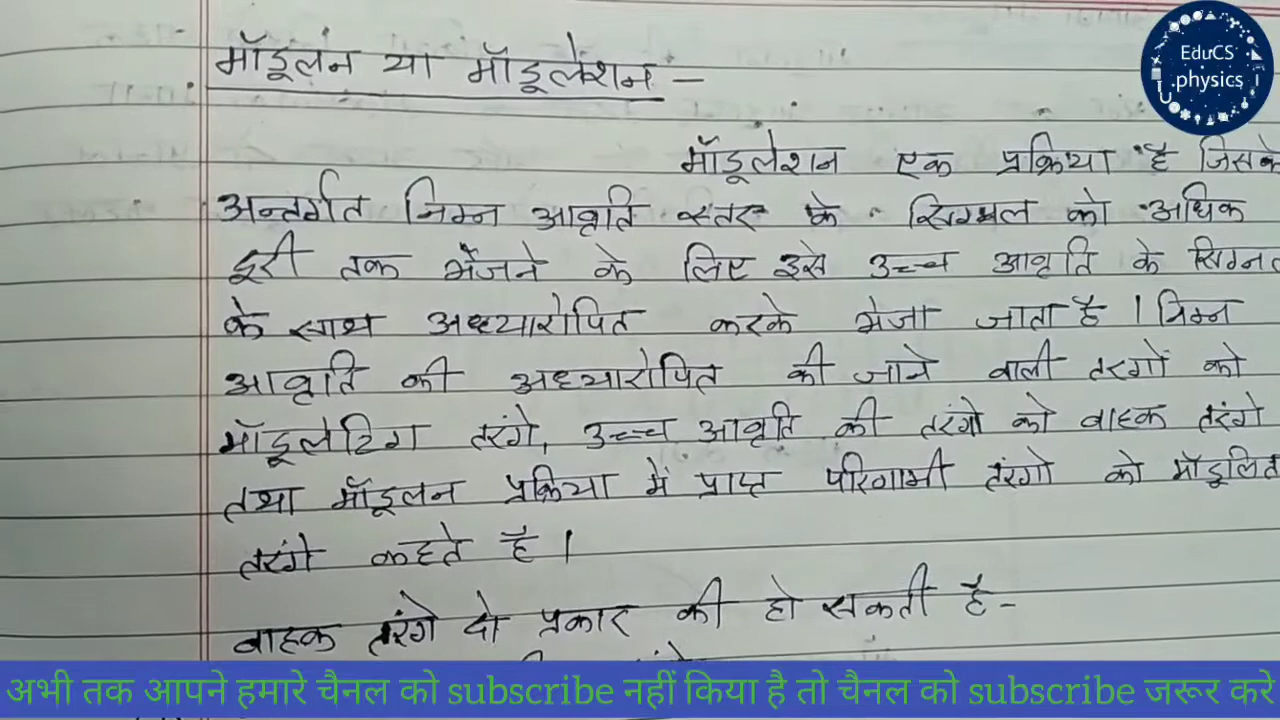 EduCS
physics
मॉडूलन या मॉडूलेशन -
मॉडूलेशन एक प्रक्रिया है जिसके
अन्तर्गत निम्न आवृति स्तर के सिग्नल को अधिक
दूरी तक भेजने के लिए इसे उच्च आवृति के सिग्नल
के साथ अध्यारोपित करके भेजा जाता है । निम्न
आवृति की अध्यारोपित की जाने वाली तरंगों को
मॉडूलेटिंग तरंगे, उच्च आवृति की तरंगो को वाहक तरंगे
तथा मॉडूलन प्रक्रिया में प्राप्त परिणामी तरंगो को मॉडूलित
तरंगे कहते है ।
वाहक तरंगे दो प्रकार की हो सकती है -
अभी तक आपने हमारे चैनल को subscribe नहीं किया है तो चैनल को subscribe जरूर करे